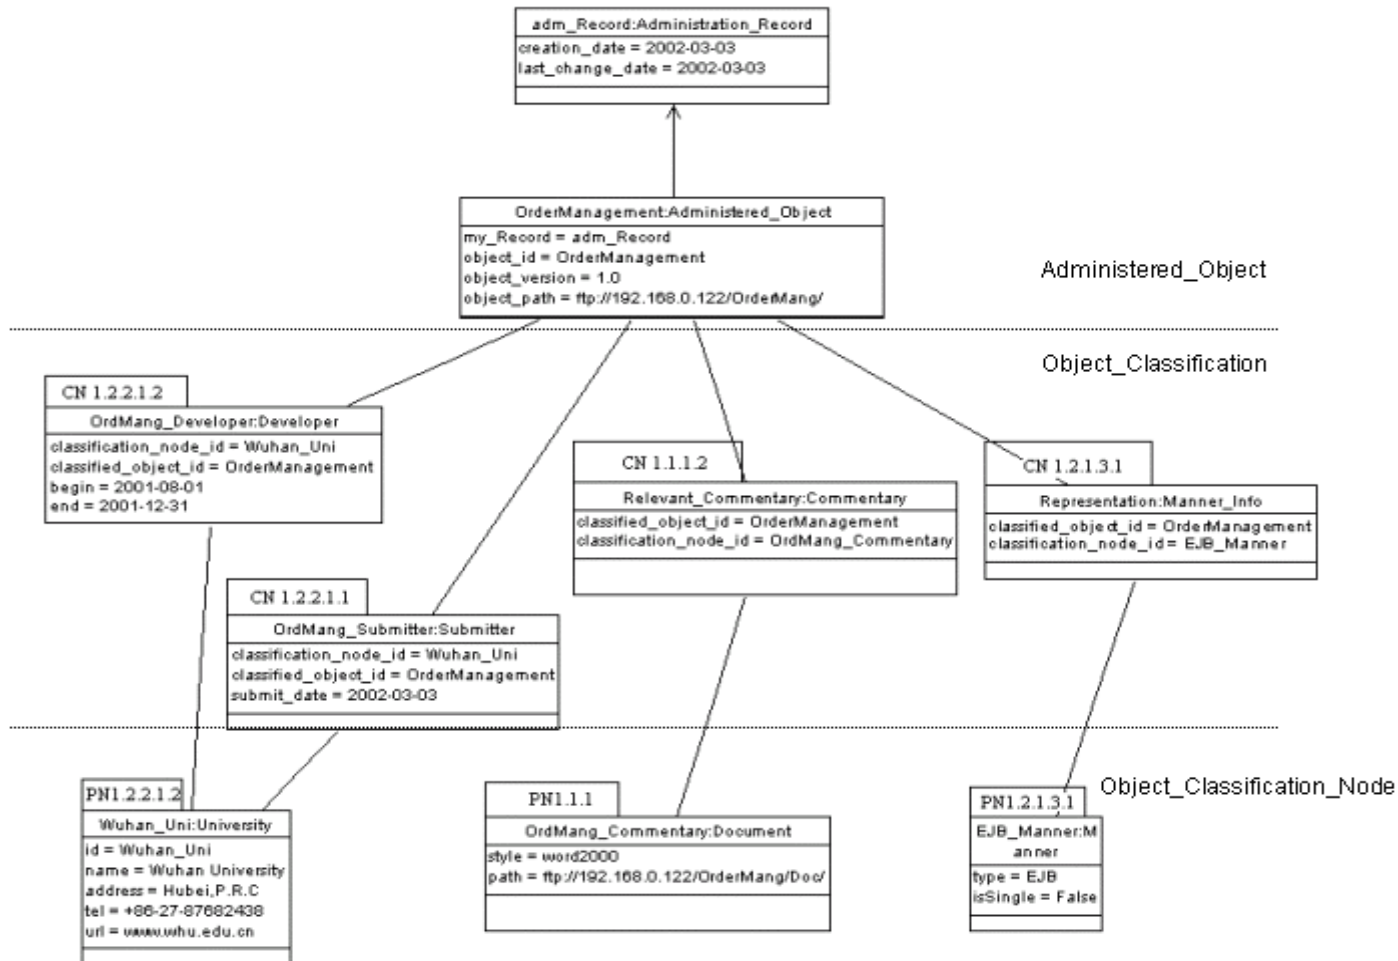 adm_Record:Administration_Record
creation_date = 2002-03-03
last_change_date = 2002-03-03
OrderManagement:Administered_Object
my_Record = adm_Record
object_id = OrderManagement
object_version = 1.0
object_path = ftp://192.168.0.122/OrderMang/
Administered_Object
Object_Classification
CN 1.2.2.1.2
OrdMang_Developer:Developer
classification_node_id = Wuhan_Uni
classified_object_id = OrderManagement
begin = 2001-08-01
end = 2001-12-31
CN 1.1.1.2
Relevant_Commentary:Commentary
classified_object_id = OrderManagement
classification_node_id = OrdMang_Commentary
CN 1.2.1.3.1
Representation:Manner_Info
classified_object_id = OrderManagement
classification_node_id = EJB_Manner
CN 1.2.2.1.1
OrdMang_Submitter:Submitter
classification_node_id = Wuhan_Uni
classified_object_id = OrderManagement
submit_date = 2002-03-03
Object_Classification_Node
PN1.2.2.1.2
Wuhan_Uni:University
id = Wuhan_Uni
name = Wuhan University
address = Hubei,P.R.C
tel = +86-27-87682438
url = www.whu.edu.cn
PN1.1.1
OrdMang_Commentary:Document
style = word2000
path = ftp://192.168.0.122/OrderMang/Doc/
PN1.2.1.3.1
EJB_Manner:M
anner
type = EJB
isSingle = False